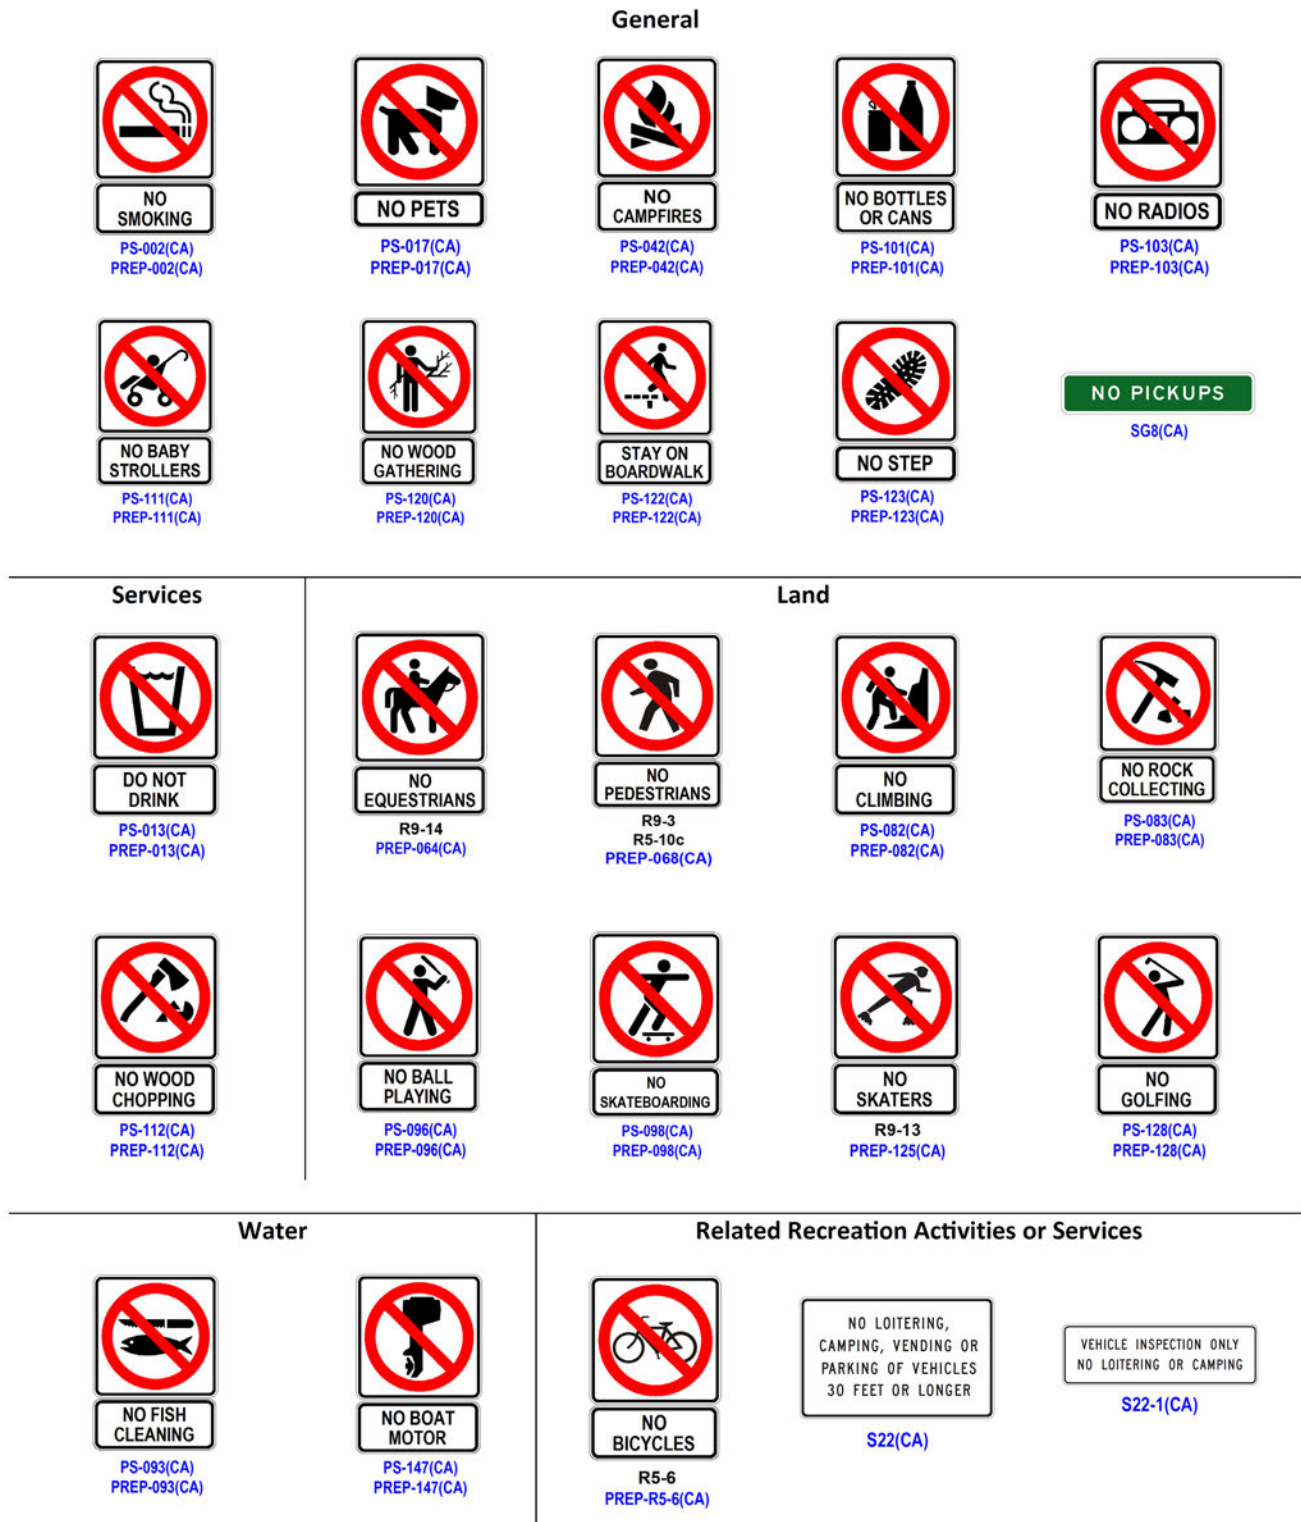 General
NO
SMOKING
PS-002(CA)
PREP-002(CA)
NO PETS
PS-017(CA)
PREP-017(CA)
NO
CAMPFIRES
PS-042(CA)
PREP-042(CA)
NO BOTTLES
OR CANS
PS-101(CA)
PREP-101(CA)
NO RADIOS
PS-103(CA)
PREP-103(CA)
NO BABY
STROLLERS
PS-111(CA)
PREP-111(CA)
NO WOOD
GATHERING
PS-120(CA)
PREP-120(CA)
STAY ON
BOARDWALK
PS-122(CA)
PREP-122(CA)
NO STEP
PS-123(CA)
PREP-123(CA)
NO PICKUPS
SG8(CA)
Services
DO NOT
DRINK
PS-013(CA)
PREP-013(CA)
NO WOOD
CHOPPING
PS-112(CA)
PREP-112(CA)
Land
NO
EQUESTRIANS
R9-14
PREP-064(CA)
NO
PEDESTRIANS
R9-3
R5-10c
PREP-068(CA)
NO
CLIMBING
PS-082(CA)
PREP-082(CA)
NO ROCK
COLLECTING
PS-083(CA)
PREP-083(CA)
NO BALL
PLAYING
PS-096(CA)
PREP-096(CA)
NO
SKATEBOARDING
PS-098(CA)
PREP-098(CA)
NO
SKATERS
R9-13
PREP-125(CA)
NO
GOLFING
PS-128(CA)
PREP-128(CA)
Water
NO FISH
CLEANING
PS-093(CA)
PREP-093(CA)
NO BOAT
MOTOR
PS-147(CA)
PREP-147(CA)
Related Recreation Activities or Services
NO
BICYCLES
R5-6
PREP-R5-6(CA)
NO LOITERING,
CAMPING, VENDING OR
PARKING OF VEHICLES
30 FEET OR LONGER
S22(CA)
VEHICLE INSPECTION ONLY
NO LOITERING OR CAMPING
S22-1(CA)